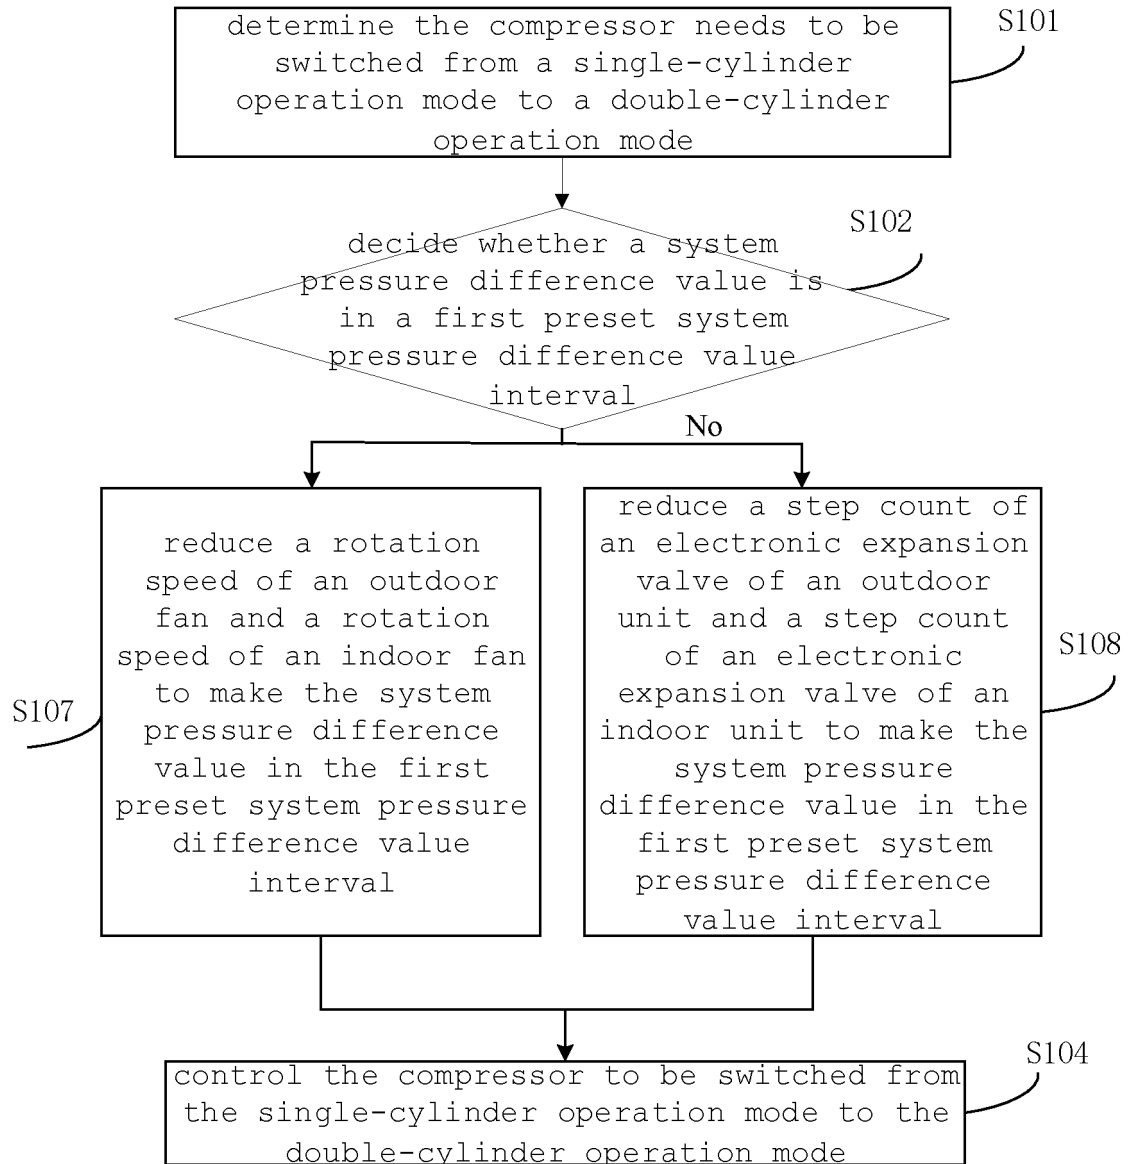 determine the compressor needs to be
switched from a single-cylinder
operation mode to a double-cylinder
operation mode
S101
decide whether a system
pressure difference value is
in a first preset system
pressure difference value
interval
S102
No
reduce a rotation
speed of an outdoor
fan and a rotation
speed of an indoor fan
to make the system
pressure difference
value in the first
preset system pressure
difference value
interval
S107
reduce a step count of
an electronic expansion
valve of an outdoor
unit and a step count
of an electronic
expansion valve of an
indoor unit to make the
system pressure
difference value in the
first preset system
pressure difference
value interval
S108
control the compressor to be switched from
the single-cylinder operation mode to the
double-cylinder operation mode
S104